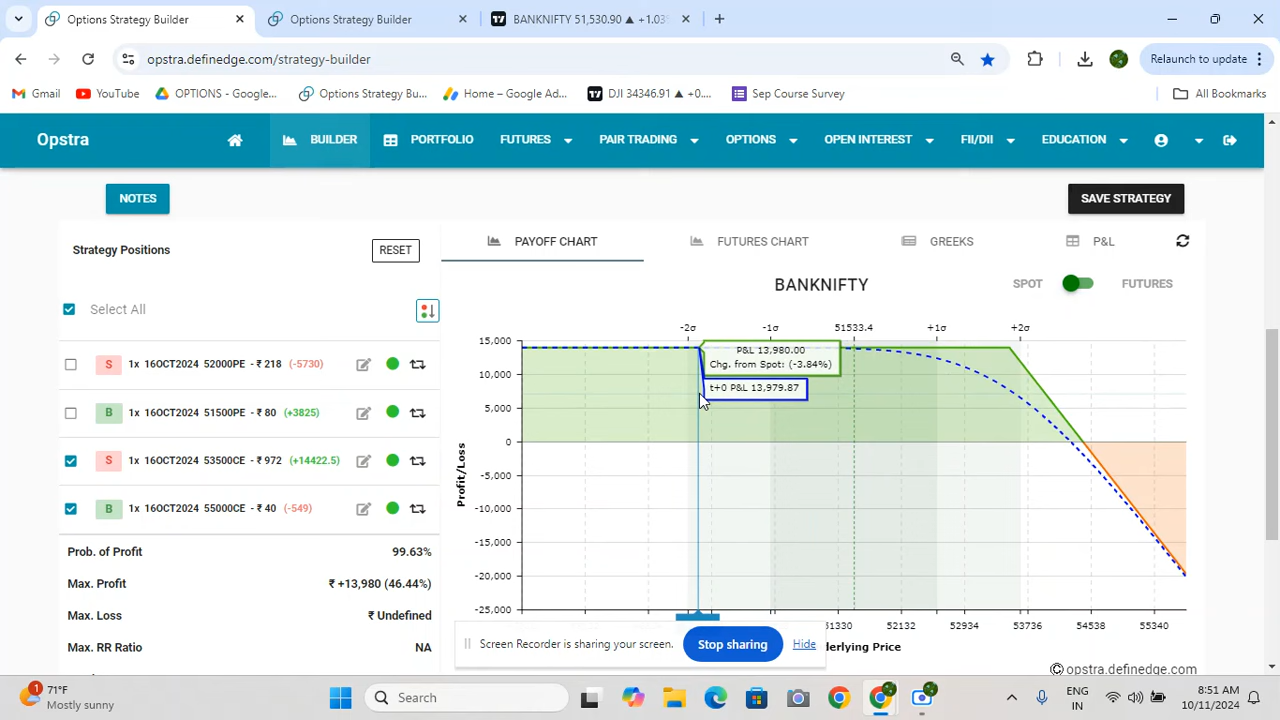 Options Strategy Builder
Options Strategy Builder
BANKNIFTY 51,530.90 ▲ +1.03
opstra.definedge.com/strategy-builder
Relaunch to update
Gmail
YouTube
OPTIONS - Google...
Options Strategy Bu...
Home – Google Ad...
DJI 34346.91 ▲ +0....
Sep Course Survey
All Bookmarks
Opstra
BUILDER
PORTFOLIO
FUTURES
PAIR TRADING
OPTIONS
OPEN INTEREST
FII/DII
EDUCATION
NOTES
SAVE STRATEGY
Strategy Positions
RESET
PAYOFF CHART
FUTURES CHART
GREEKS
P&L
Select All
BANKNIFTY
SPOT
FUTURES
S 1x 16OCT2024 52000PE - ₹ 218 (-5730)
B 1x 16OCT2024 51500PE - ₹ 80 (+3825)
S 1x 16OCT2024 53500CE - ₹ 972 (+14422.5)
B 1x 16OCT2024 55000CE - ₹ 40 (-549)
Prob. of Profit 99.63%
Max. Profit ₹ +13,980 (46.44%)
Max. Loss ₹ Undefined
Max. RR Ratio NA
-2σ -1σ 51533.4 +1σ +2σ
15,000
10,000
5,000
0
-5,000
-10,000
-15,000
-20,000
-25,000
Profit/Loss
P&L 13,980.00
Chg. from Spot: (-3.84%)
t+0 P&L 13,979.87
51330 52132 52934 53736 54538 55340
derlying Price
opstra.definedge.com
Screen Recorder is sharing your screen.
Stop sharing
Hide
1
71°F
Mostly sunny
Search
ENG
IN
8:51 AM
10/11/2024